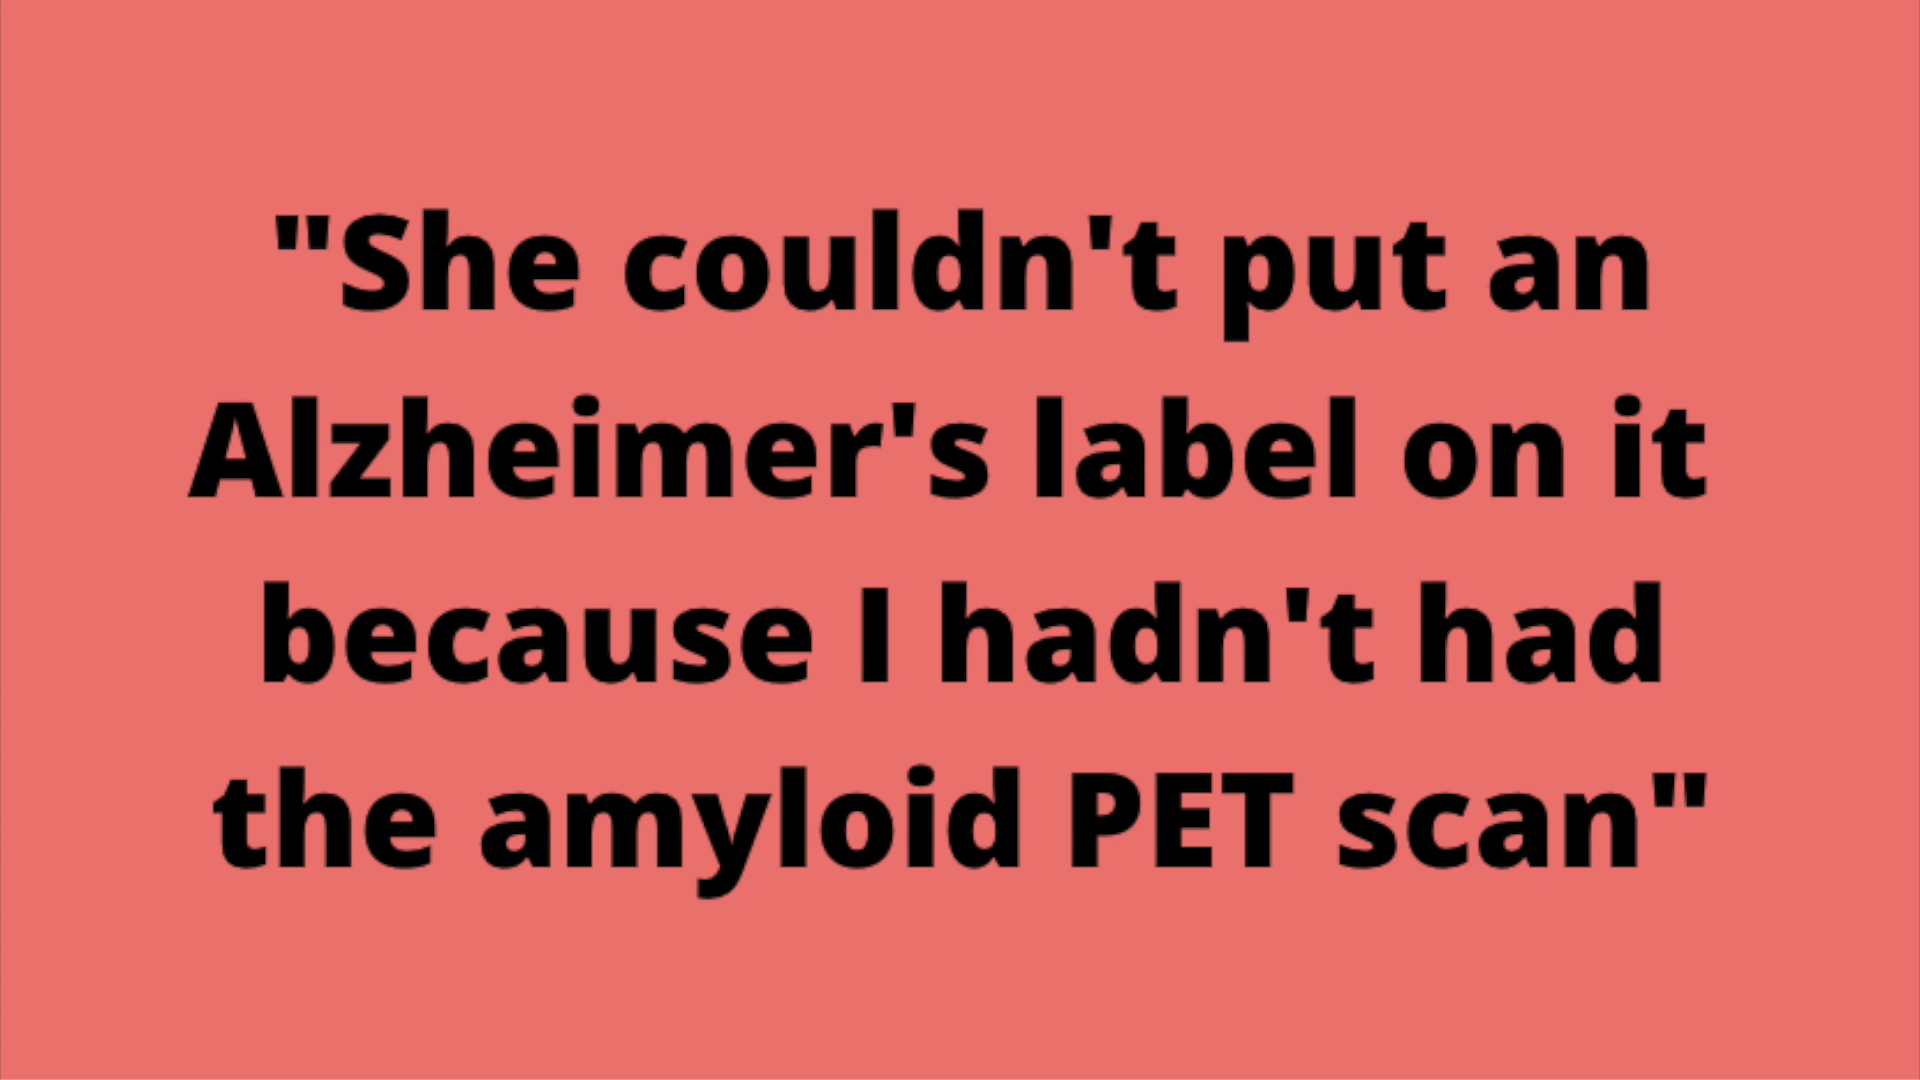 "She couldn't put an
Alzheimer's label on it
because I hadn't had
the amyloid PET scan"